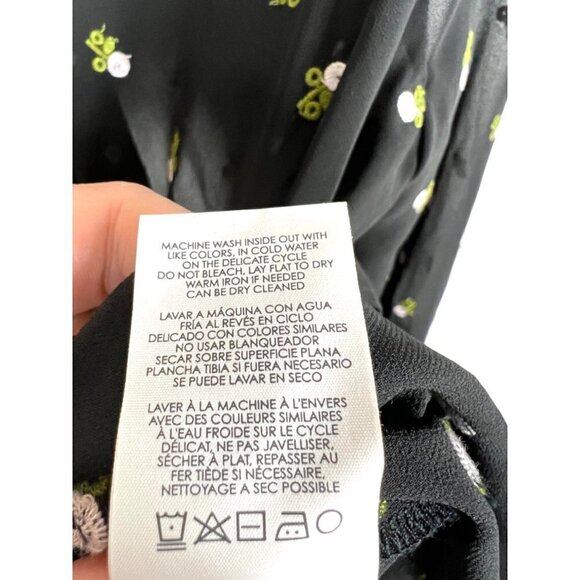 MACHINE WASH INSIDE OUT WITH
LIKE COLORS, IN COLD WATER
ON THE DELICATE CYCLE
DO NOT BLEACH, LAY FLAT TO DRY
WARM IRON IF NEEDED
CAN BE DRY CLEANED
LAVAR A MÁQUINA CON AGUA
FRÍA AL REVÉS EN CICLO
DELICADO CON COLORES SIMILARES
NO USAR BLANQUEADOR
SECAR SOBRE SUPERFICIE PLANA
PLANCHA TIBIA SI FUERA NECESARIO
SE PUEDE LAVAR EN SECO
LAVER À LA MACHINE À L'ENVERS
AVEC DES COULEURS SIMILAIRES
À L'EAU FROIDE SUR LE CYCLE
DÉLICAT, NE PAS JAVELLISER,
SÉCHER À PLAT, REPASSER AU
FER TIÈDE SI NÉCESSAIRE,
NETTOYAGE A SEC POSSIBLE